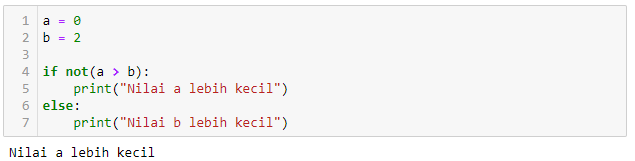 1 a = 0
2 b = 2
3
4 if not(a > b):
5     print("Nilai a lebih kecil")
6 else:
7     print("Nilai b lebih kecil")
Nilai a lebih kecil